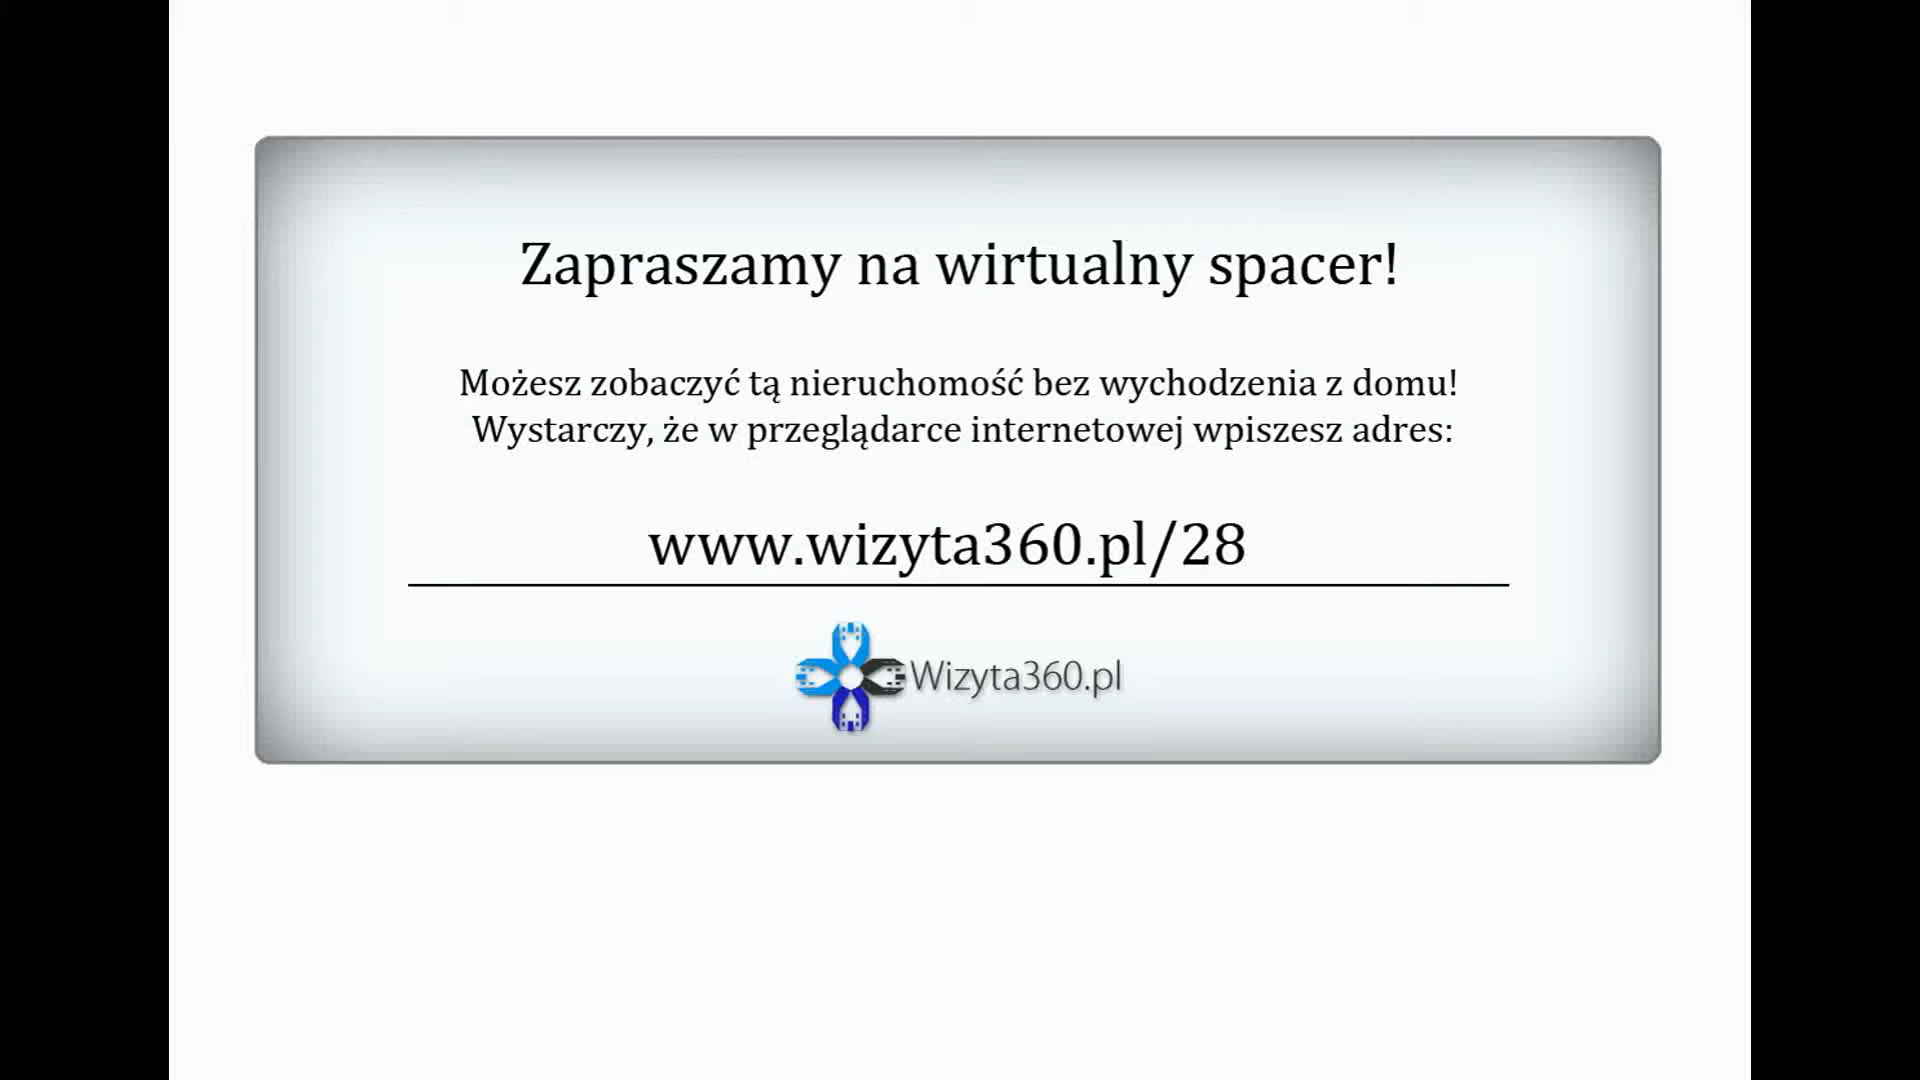 Zapraszamy na wirtualny spacer!
Możesz zobaczyć tą nieruchomość bez wychodzenia z domu!
Wystarczy, że w przeglądarce internetowej wpiszesz adres:
www.wizyta360.pl/28
Wizyta360.pl